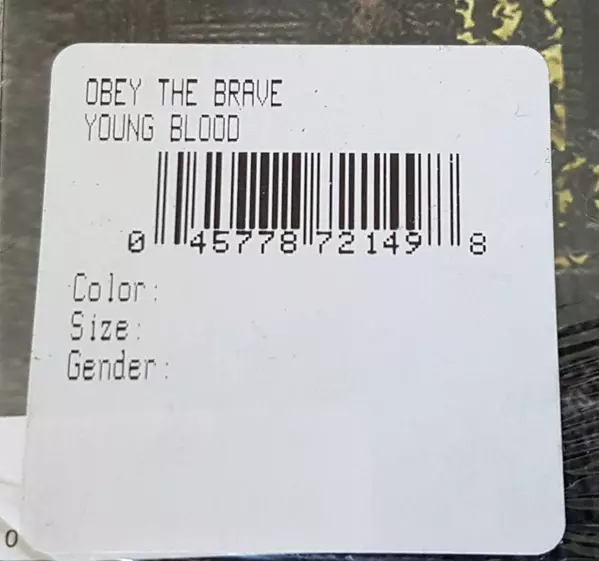 OBEY THE BRAVE
YOUNG BLOOD
0 45778 72149 8
Color:
Size:
Gender:
0